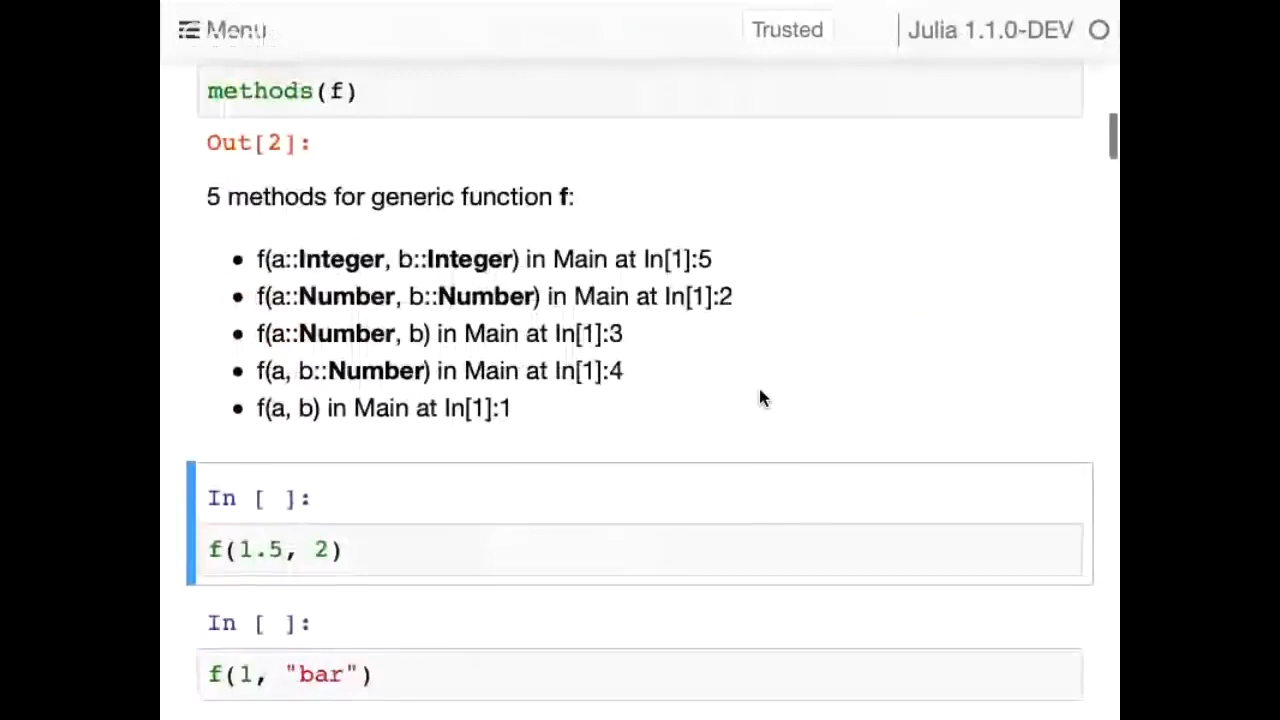 Menu Trusted Julia 1.1.0-DEV
methods(f)
Out[2]:
5 methods for generic function f:
• f(a::Integer, b::Integer) in Main at In[1]:5
• f(a::Number, b::Number) in Main at In[1]:2
• f(a::Number, b) in Main at In[1]:3
• f(a, b::Number) in Main at In[1]:4
• f(a, b) in Main at In[1]:1
In [ ]:
f(1.5, 2)
In [ ]:
f(1, "bar")